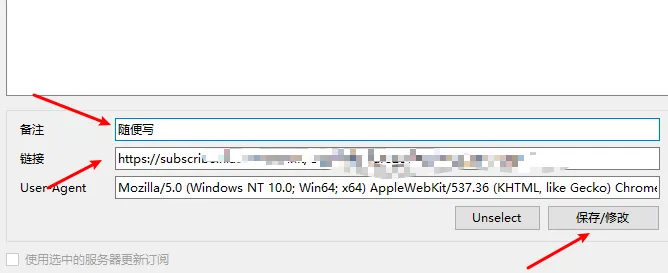 备注 随便写
链接 https://subscribe.
User-Agent Mozilla/5.0 (Windows NT 10.0; Win64; x64) AppleWebKit/537.36 (KHTML, like Gecko) Chrome
Unselect 保存/修改
使用选中的服务器更新订阅